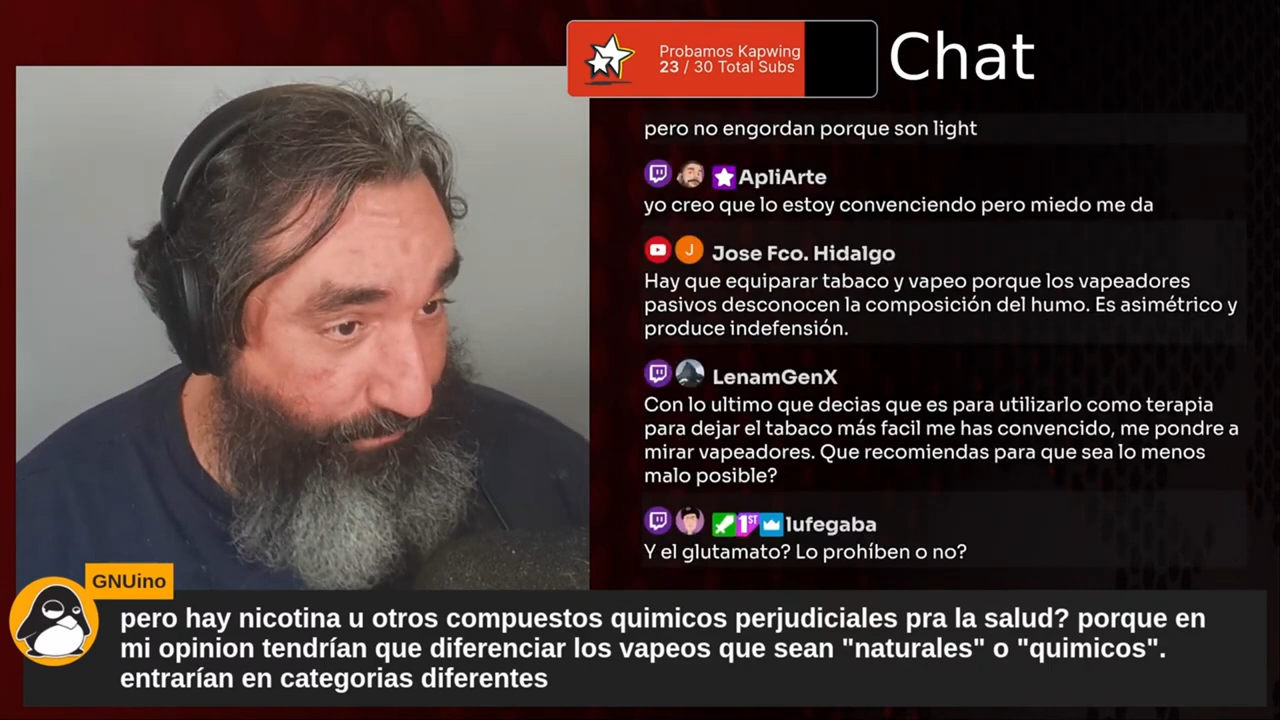 Probamos Kapwing
23 / 30 Total Subs
Chat
pero no engordan porque son light
ApliArte
yo creo que lo estoy convenciendo pero miedo me da
J
Jose Fco. Hidalgo
Hay que equiparar tabaco y vapeo porque los vapeadores
pasivos desconocen la composición del humo. Es asimétrico y
produce indefensión.
LenamGenX
Con lo ultimo que decias que es para utilizarlo como terapia
para dejar el tabaco más facil me has convencido, me pondre a
mirar vapeadores. Que recomiendas para que sea lo menos
malo posible?
1ST
lufegaba
Y el glutamato? Lo prohíben o no?
GNUino
pero hay nicotina u otros compuestos quimicos perjudiciales pra la salud? porque en
mi opinion tendrían que diferenciar los vapeos que sean "naturales" o "quimicos".
entrarían en categorias diferentes